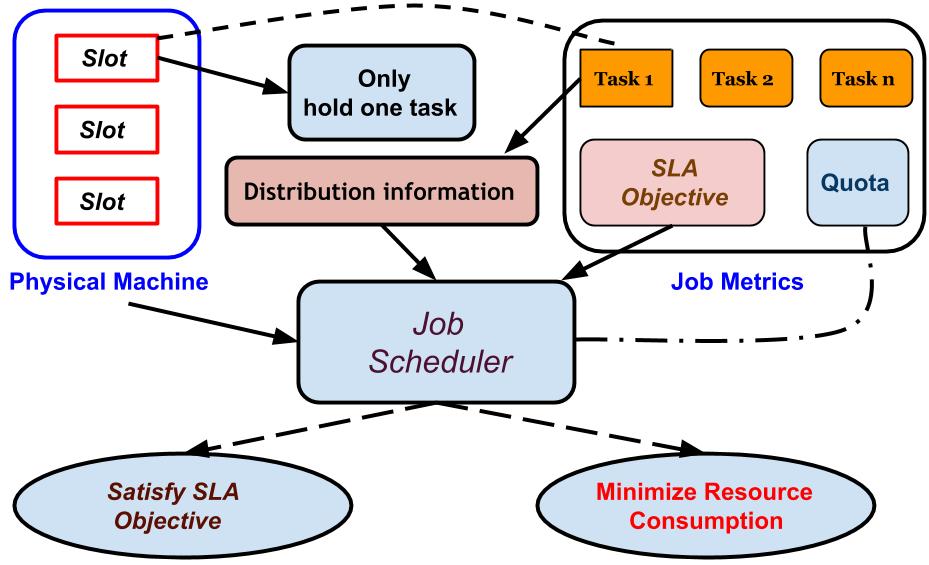 Slot
Only
hold one task
Task 1
Task 2
Task n
Slot
Slot
Distribution information
SLA
Objective
Quota
Physical Machine
Job Metrics
Job
Scheduler
Satisfy SLA
Objective
Minimize Resource
Consumption